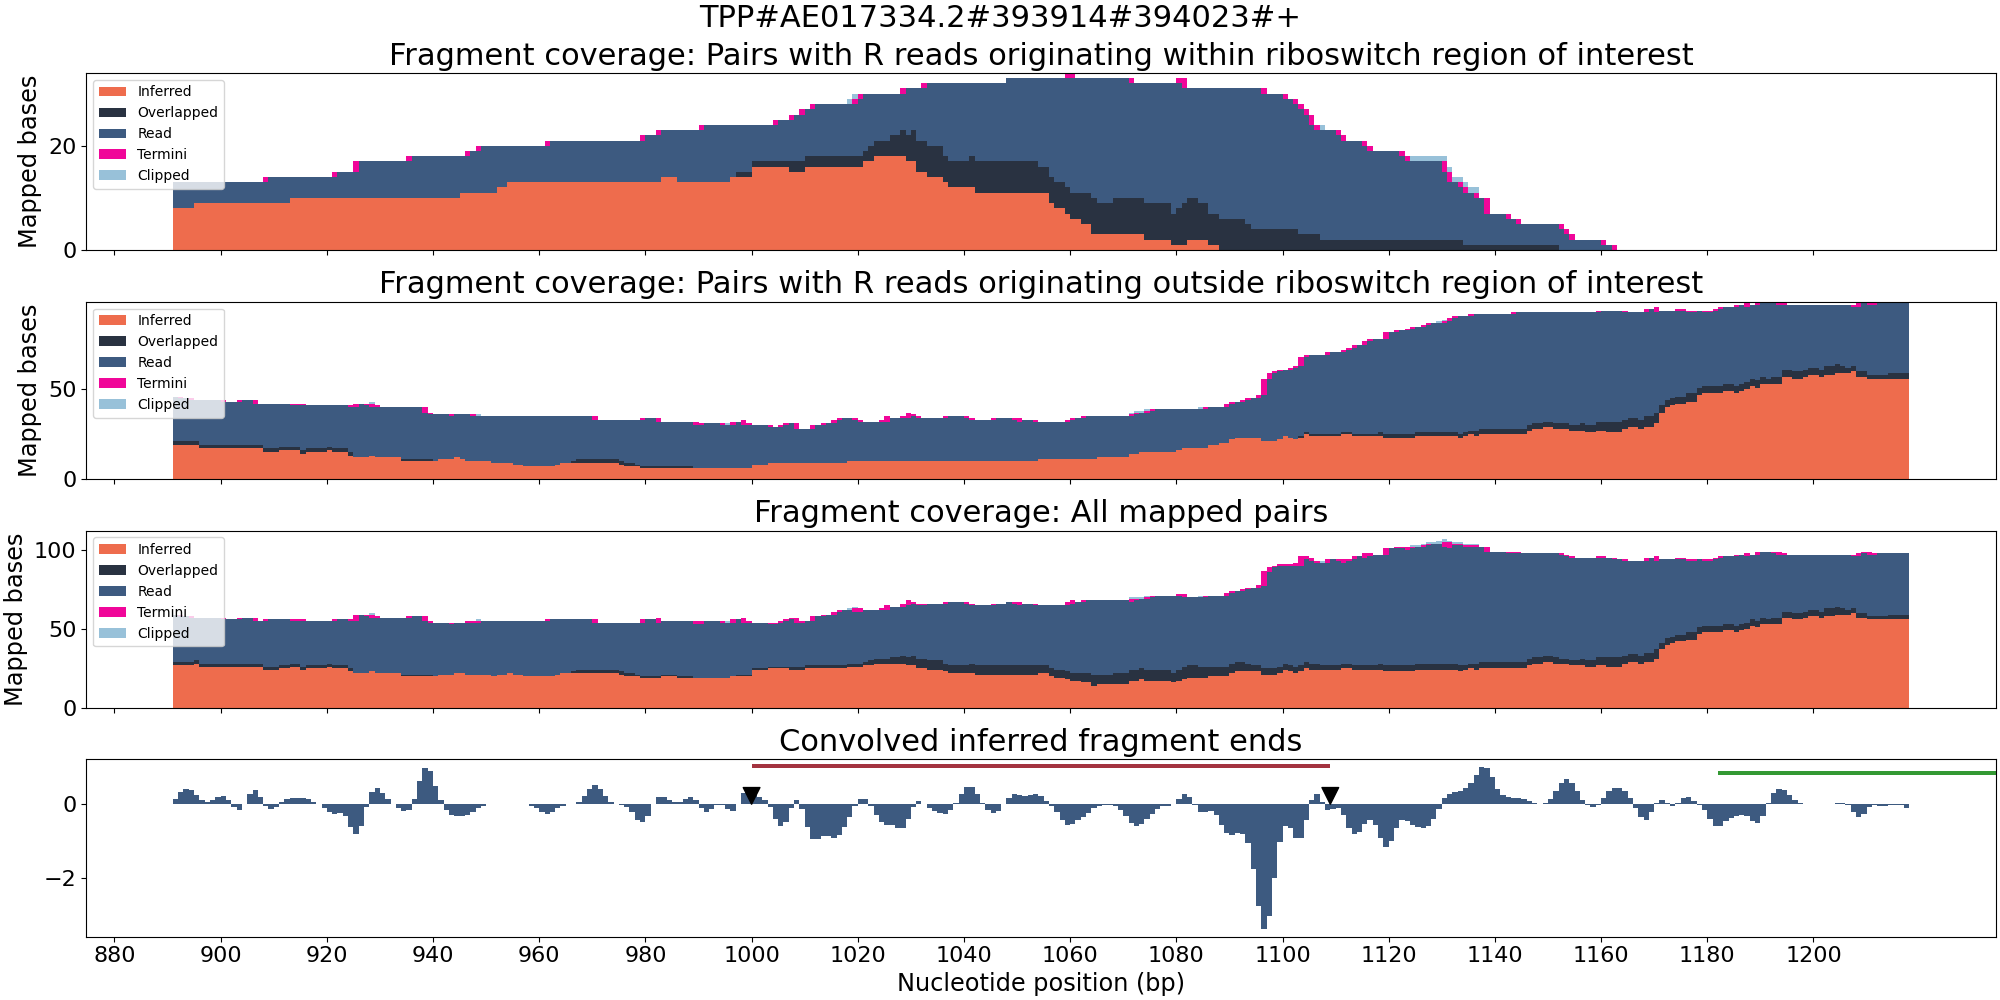 TPP#AE017334.2#393914#394023#+
Fragment coverage: Pairs with R reads originating within riboswitch region of interest
Mapped bases
20
0
Inferred
Overlapped
Read
Termini
Clipped
Fragment coverage: Pairs with R reads originating outside riboswitch region of interest
Mapped bases
50
0
Inferred
Overlapped
Read
Termini
Clipped
Fragment coverage: All mapped pairs
Mapped bases
100
50
0
Inferred
Overlapped
Read
Termini
Clipped
Convolved inferred fragment ends
0
−2
880 900 920 940 960 980 1000 1020 1040 1060 1080 1100 1120 1140 1160 1180 1200
Nucleotide position (bp)